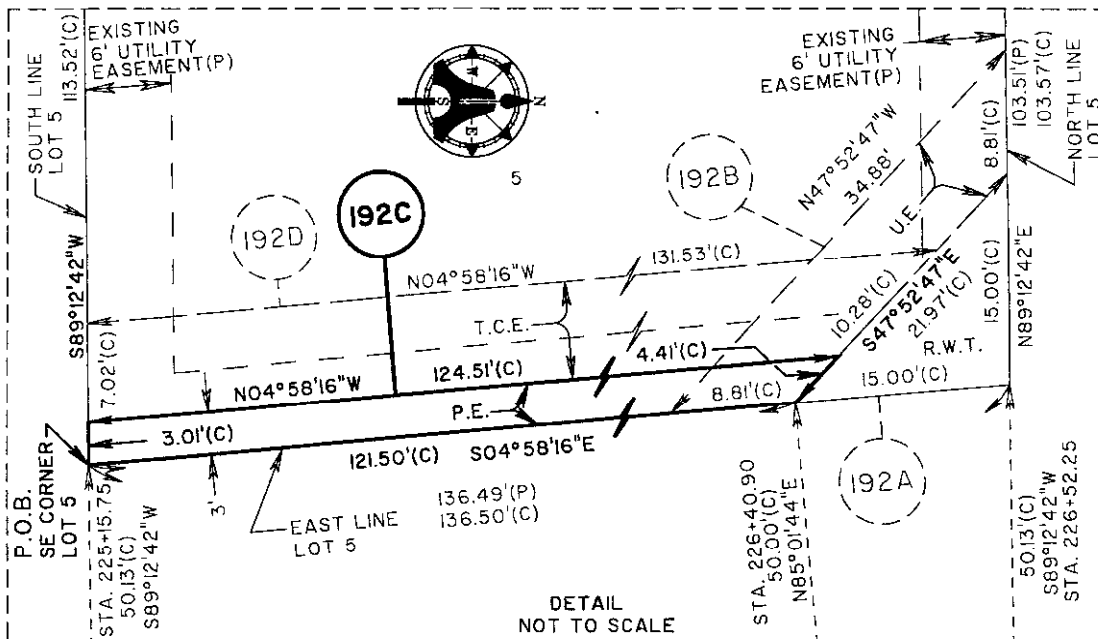 EXISTING
6' UTILITY
EASEMENT(P)
113.52'(C)
SOUTH LINE
LOT 5
S89°12'42"W
7.02'(C)
W
N
S
E
5
EXISTING
6' UTILITY
EASEMENT(P)
103.51'(P)
103.57'(C)
NORTH LINE
LOT 5
8.81'(C)
N47°52'47"W
34.88'
U.E.
192B
192C
192D
N04°58'16"W
131.53'(C)
T.C.E.
10.28'(C)
S47°52'47"E
21.97'(C)
15.00'(C)
N89°12'42"E
R.W.T.
15.00'(C)
N04°58'16"W
124.51'(C)
4.41'(C)
8.81'(C)
P.E.
3.01'(C)
121.50'(C)
S04°58'16"E
3'
EAST LINE
LOT 5
136.49'(P)
136.50'(C)
192A
P.O.B.
SE CORNER
LOT 5
STA. 225+15.75
50.13'(C)
S89°12'42"W
STA. 226+40.90
50.00'(C)
N85°01'44"E
50.13'(C)
S89°12'42"W
STA. 226+52.25
DETAIL
NOT TO SCALE